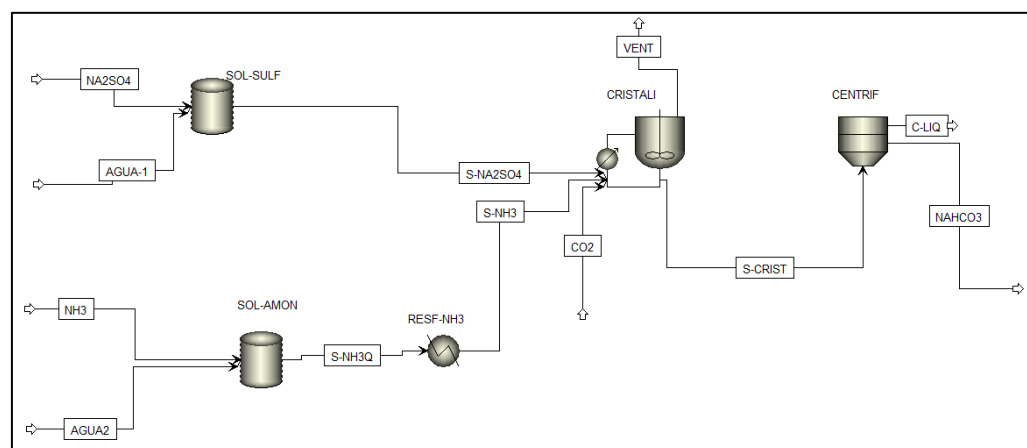 VENT
SOL-SULF
NA2SO4
CRISTALI
CENTRIF
C-LIQ
AGUA-1
S-NA2SO4
S-NH3
NAHCO3
CO2
S-CRIST
SOL-AMON
NH3
RESF-NH3
S-NH3Q
AGUA2